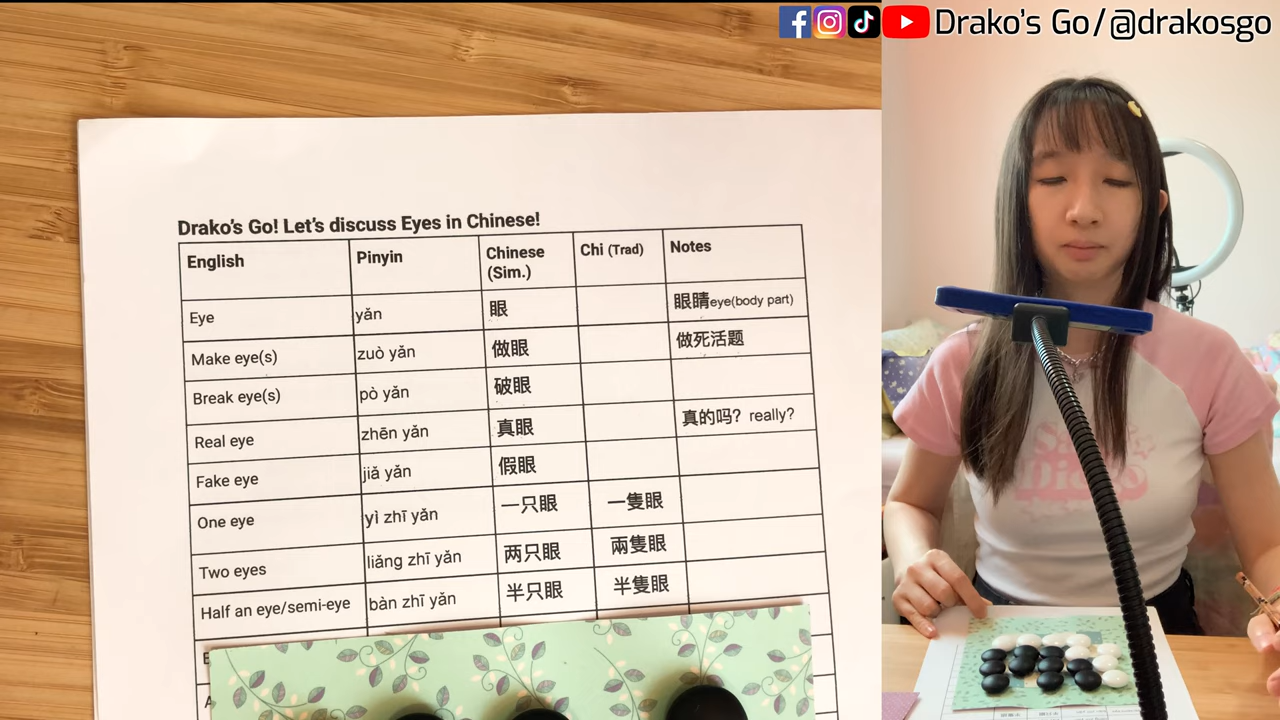 Drako's Go/@drakosgo
Drako's Go! Let's discuss Eyes in Chinese!
English Pinyin Chinese (Sim.) Chi (Trad) Notes
Eye yǎn 眼 眼睛eye(body part)
Make eye(s) zuò yǎn 做眼 做死活题
Break eye(s) pò yǎn 破眼
Real eye zhēn yǎn 真眼 真的吗? really?
Fake eye jiǎ yǎn 假眼
One eye yì zhī yǎn 一只眼 一隻眼
Two eyes liǎng zhī yǎn 两只眼 兩隻眼
Half an eye/semi-eye bàn zhī yǎn 半只眼 半隻眼